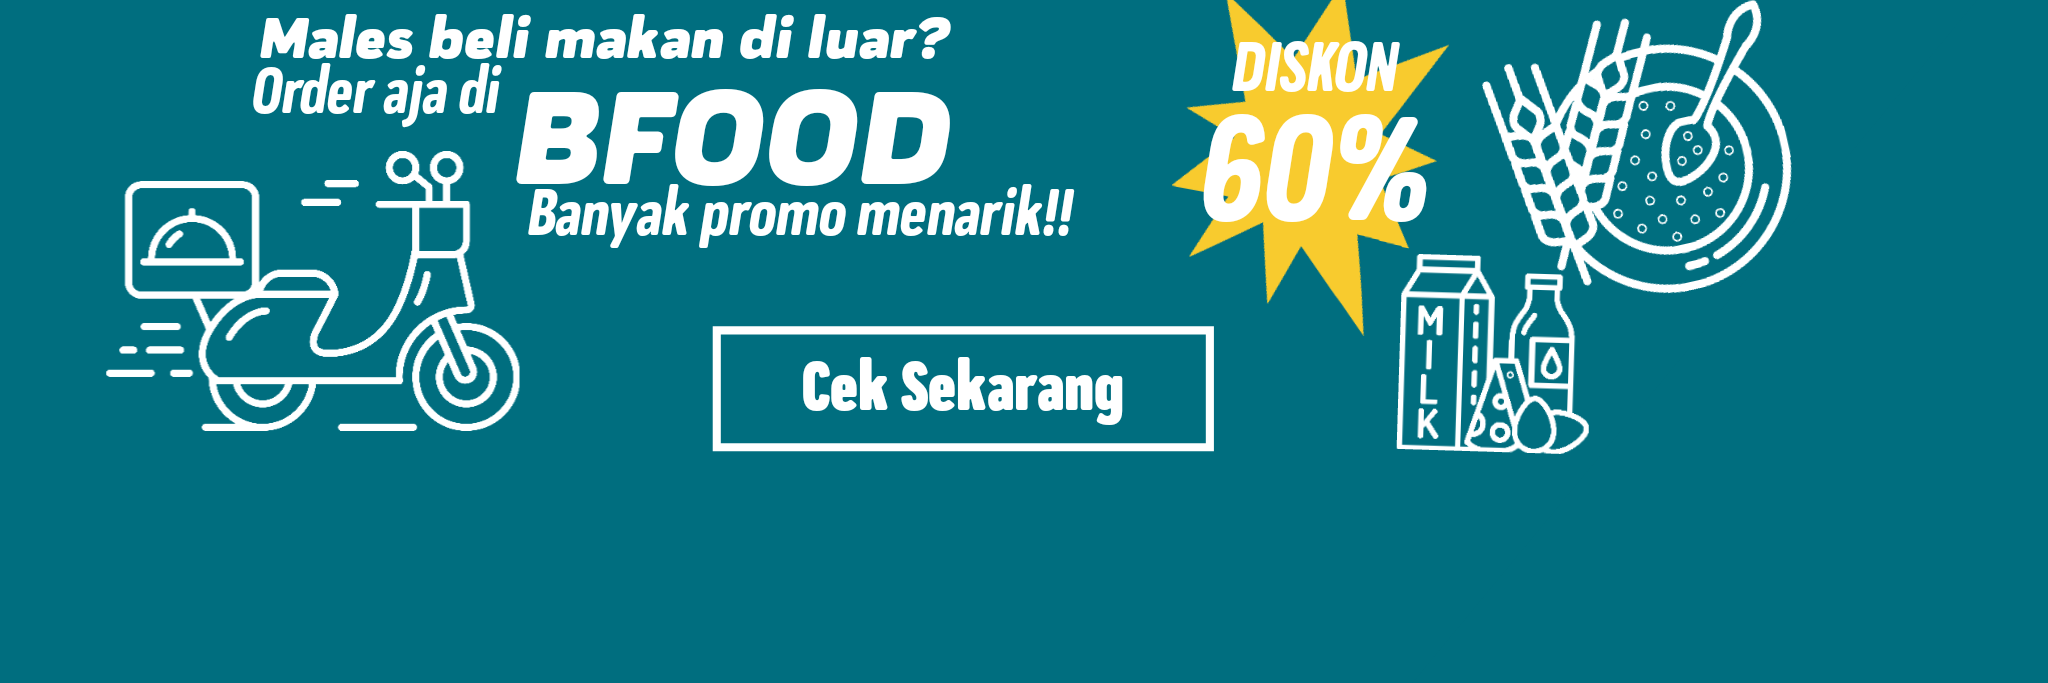 Males beli makan di luar?
Order aja di
BFOOD
Banyak promo menarik!!
DISKON
60%
MILK
Cek Sekarang